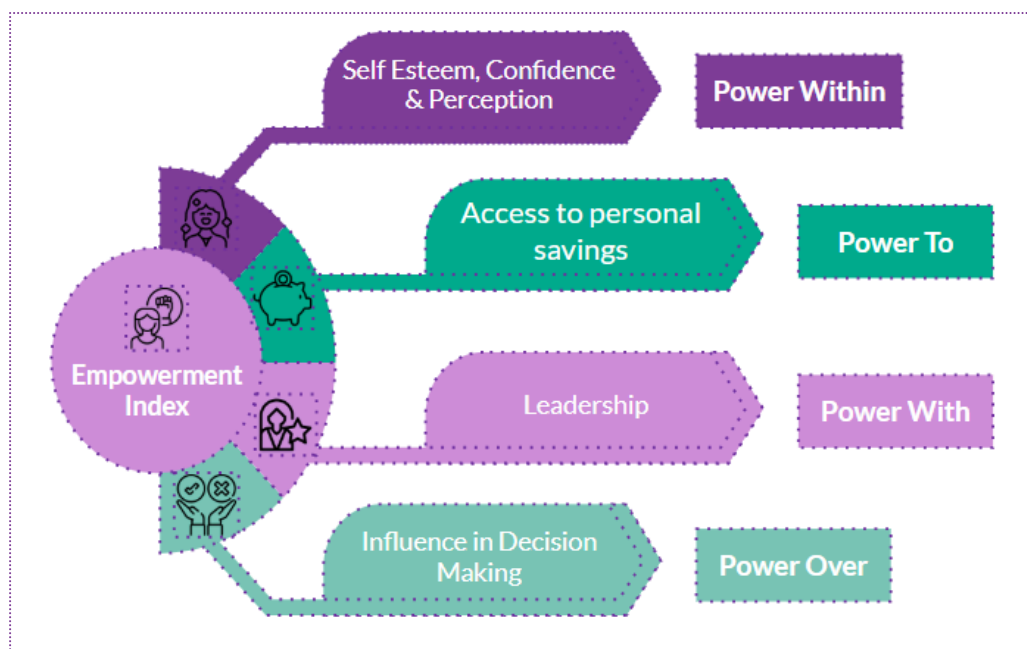 Self Esteem, Confidence
& Perception
Power Within
Access to personal
savings
Power To
Empowerment
Index
Leadership
Power With
Influence in Decision
Making
Power Over